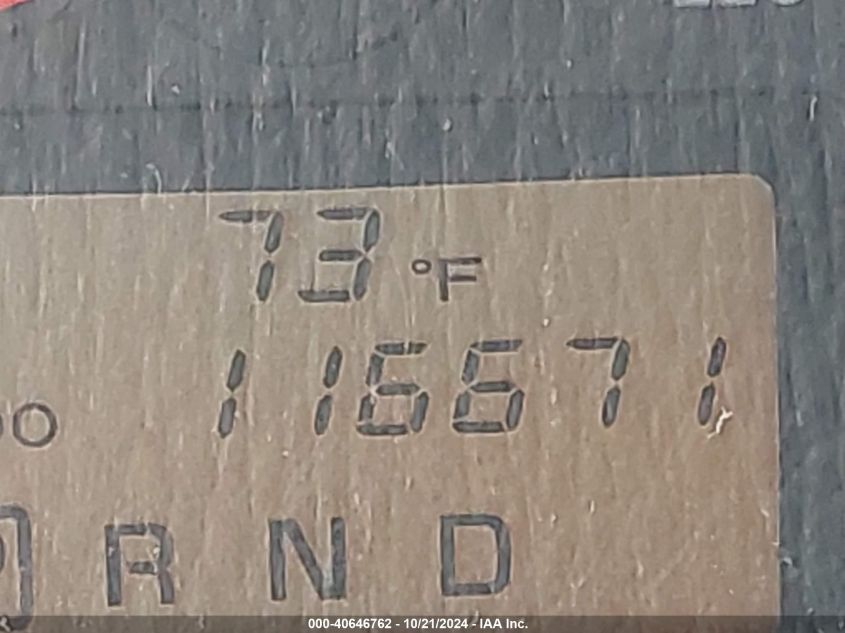 73 °F
116671
R N D
000-40646762 - 10/21/2024 - IAA Inc.